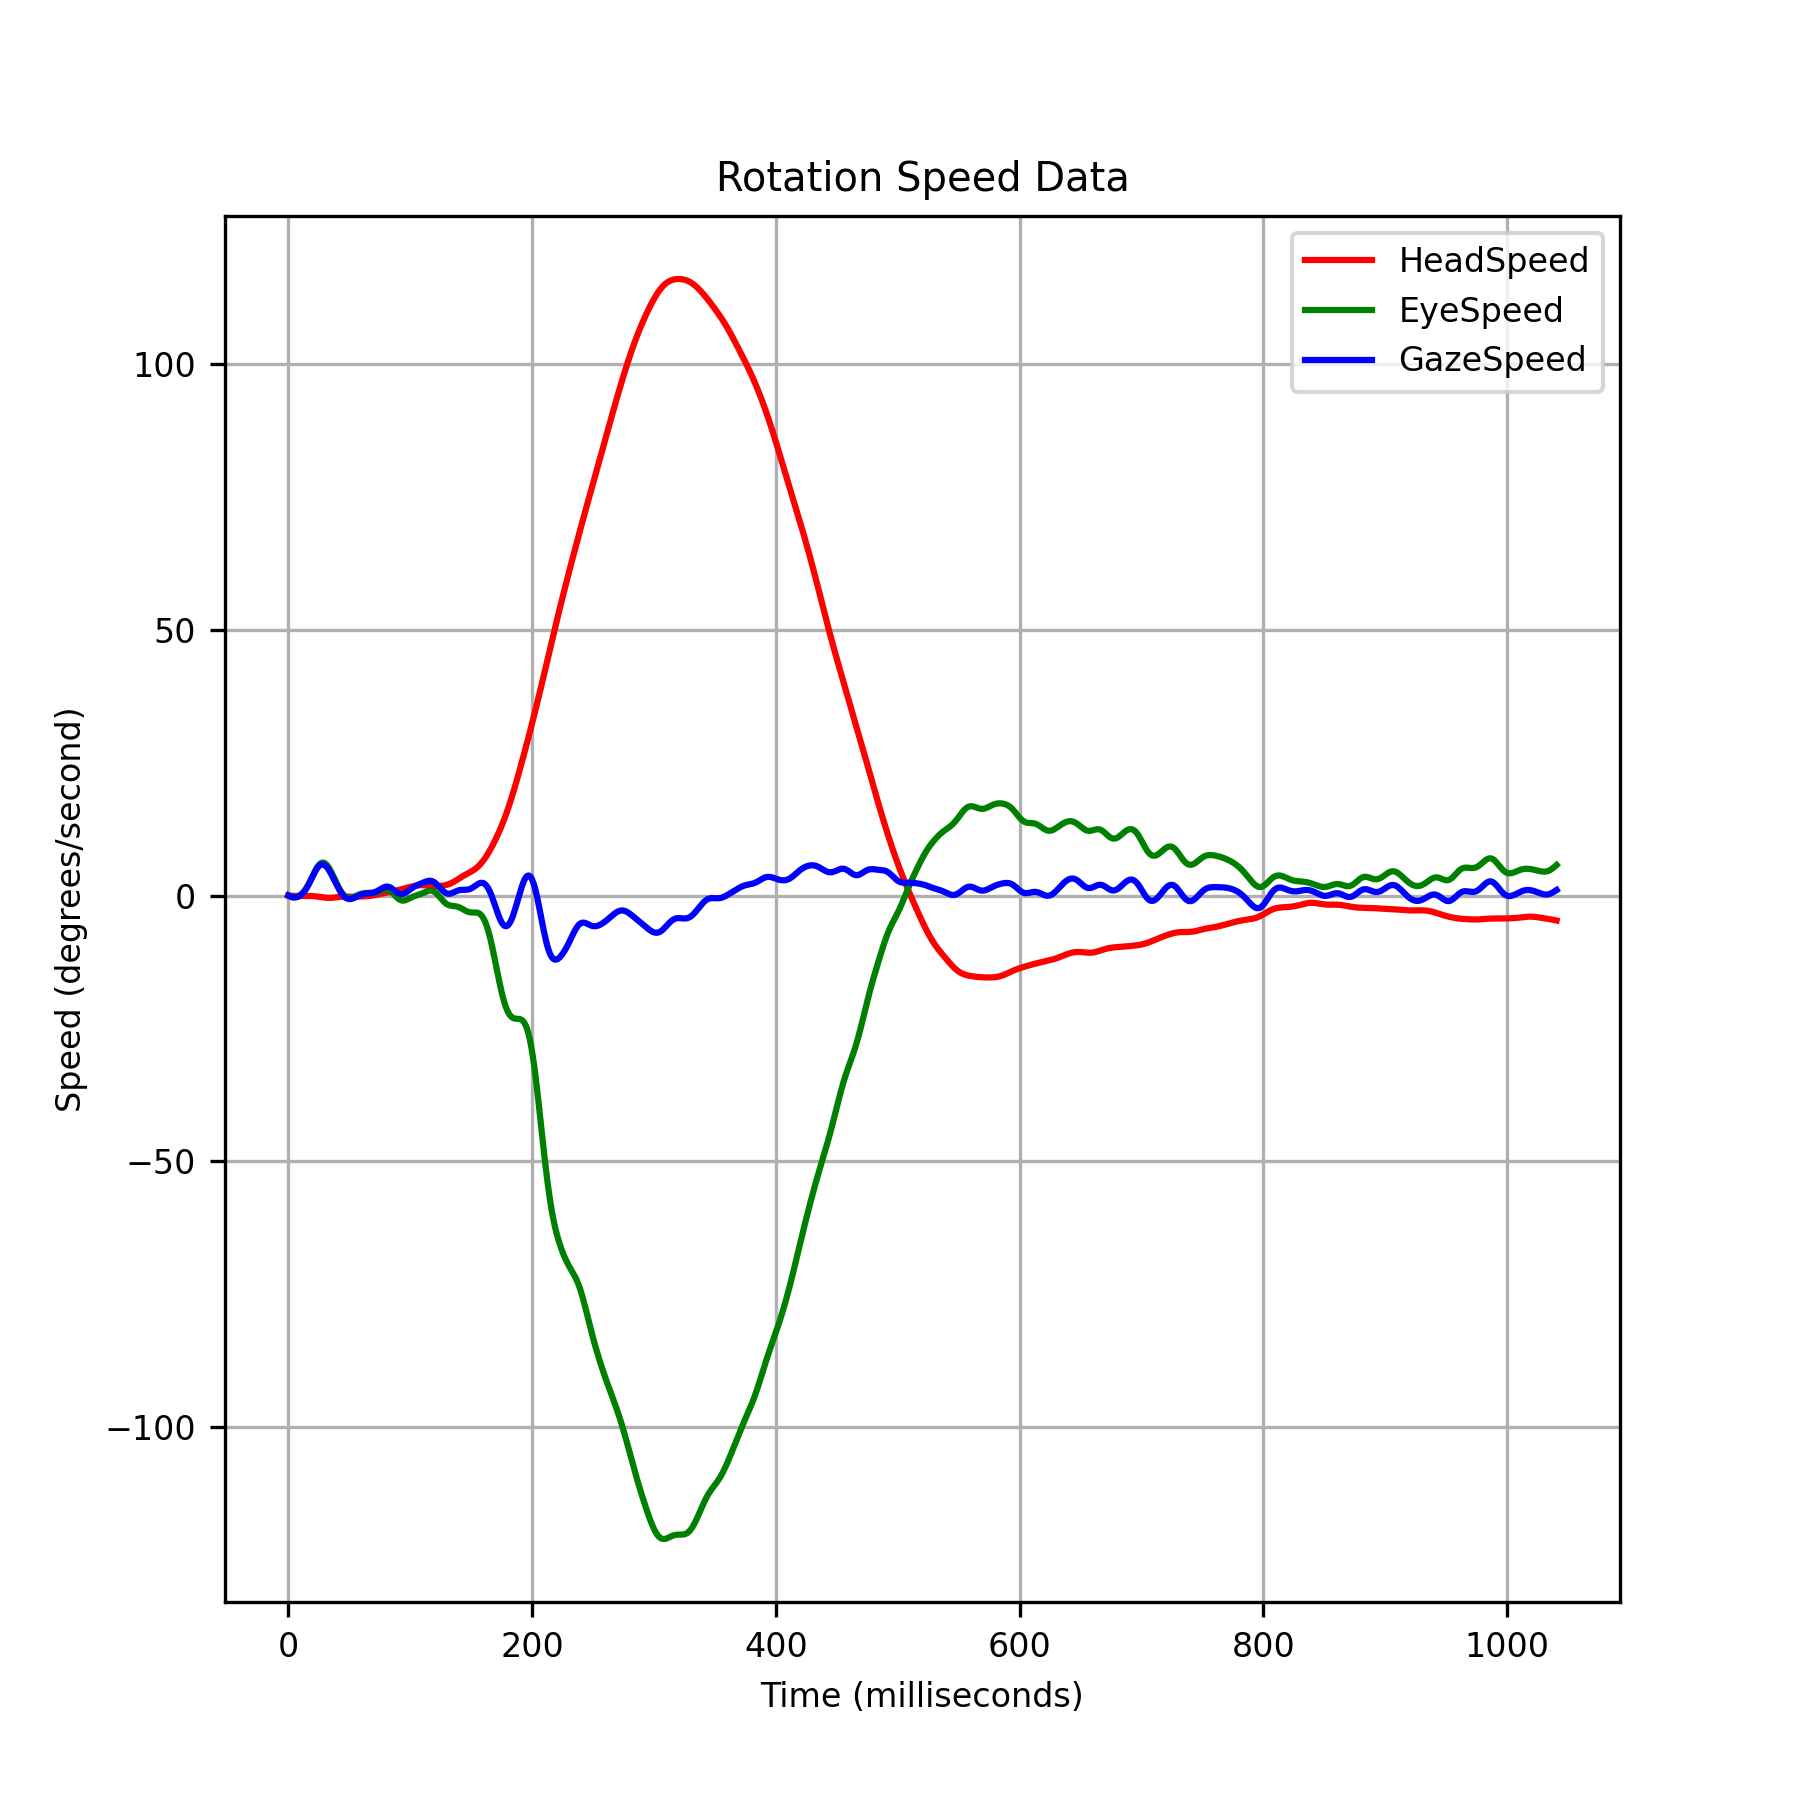 Rotation Speed Data
HeadSpeed
EyeSpeed
GazeSpeed
100
50
0
−50
−100
Speed (degrees/second)
0 200 400 600 800 1000
Time (milliseconds)